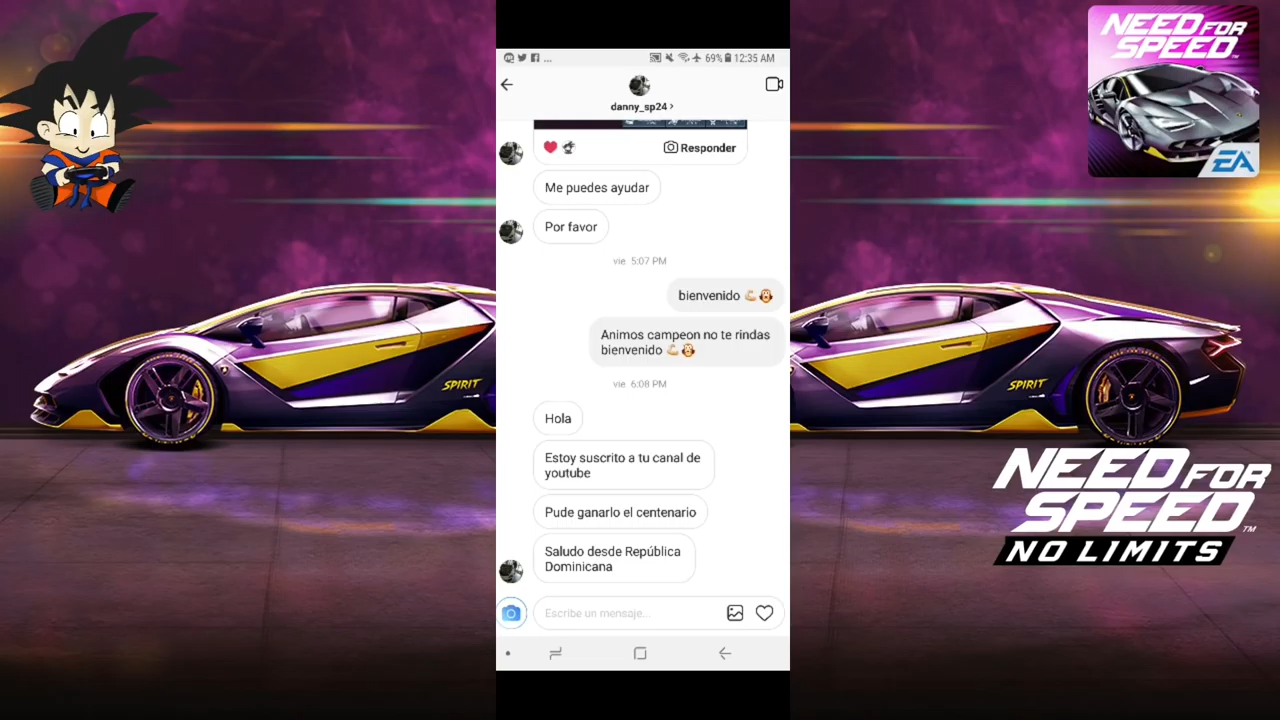 NEED FOR
SPEED™
EA
... 69% 12:35 AM
danny_sp24 >
Responder
Me puedes ayudar
Por favor
vie. 5:07 PM
bienvenido 💪🏻🙉
Animos campeon no te rindas
bienvenido 💪🏻🙉
vie. 6:08 PM
Hola
Estoy suscrito a tu canal de
youtube
Pude ganarlo el centenario
Saludo desde República
Dominicana
Escribe un mensaje...
SPIRIT
SPIRIT
NEED FOR
SPEED™
NO LIMITS